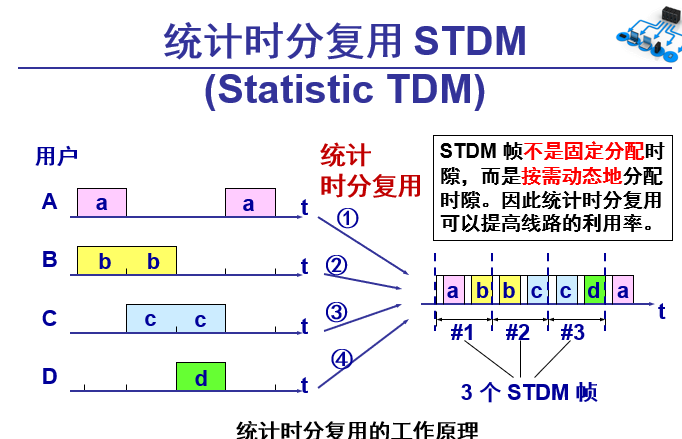 统计时分复用 STDM
(Statistic TDM)
用户
统计
时分复用
STDM 帧不是固定分配时
隙，而是按需动态地分配
时隙。因此统计时分复用
可以提高线路的利用率。
A
a
a
t
①
B
b
b
t
②
C
c
c
t
③
D
d
t
④
a
b
b
c
c
d
a
t
#1
#2
#3
3 个 STDM 帧
统计时分复用的工作原理